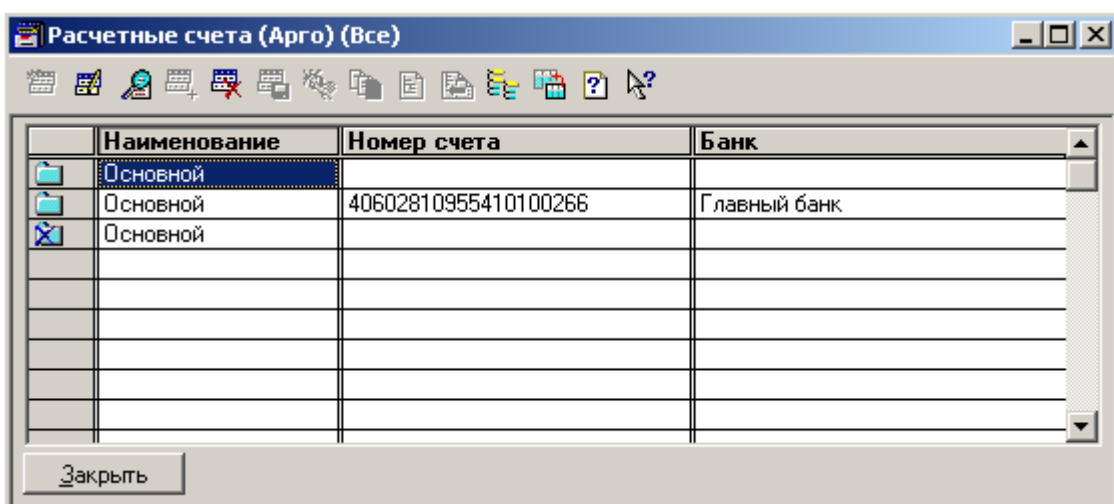 Расчетные счета (Арго) (Все)
Наименование Номер счета Банк
Основной
Основной 40602810955410100266 Главный банк
Основной
Закрыть